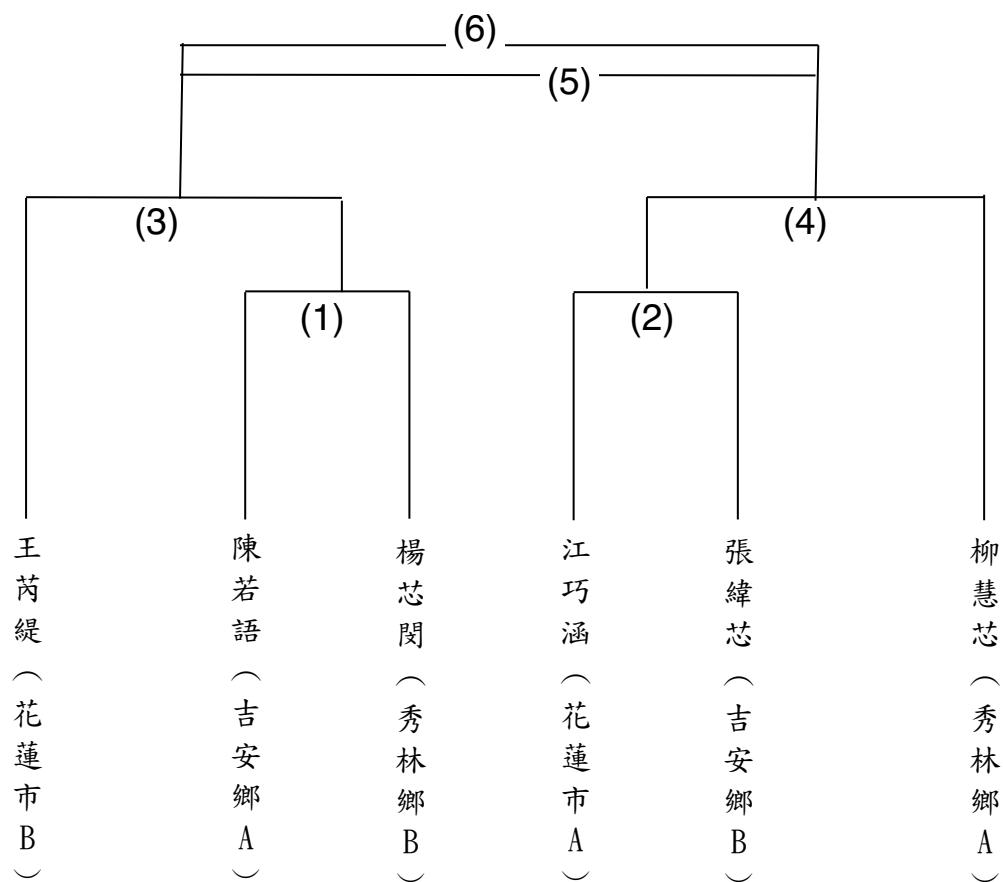 (6)
(5)
(3)
(4)
(1)
(2)
王芮緹（花蓮市B）
陳若語（吉安鄉A）
楊芯閔（秀林鄉B）
江巧涵（花蓮市A）
張緯芯（吉安鄉B）
柳慧芯（秀林鄉A）